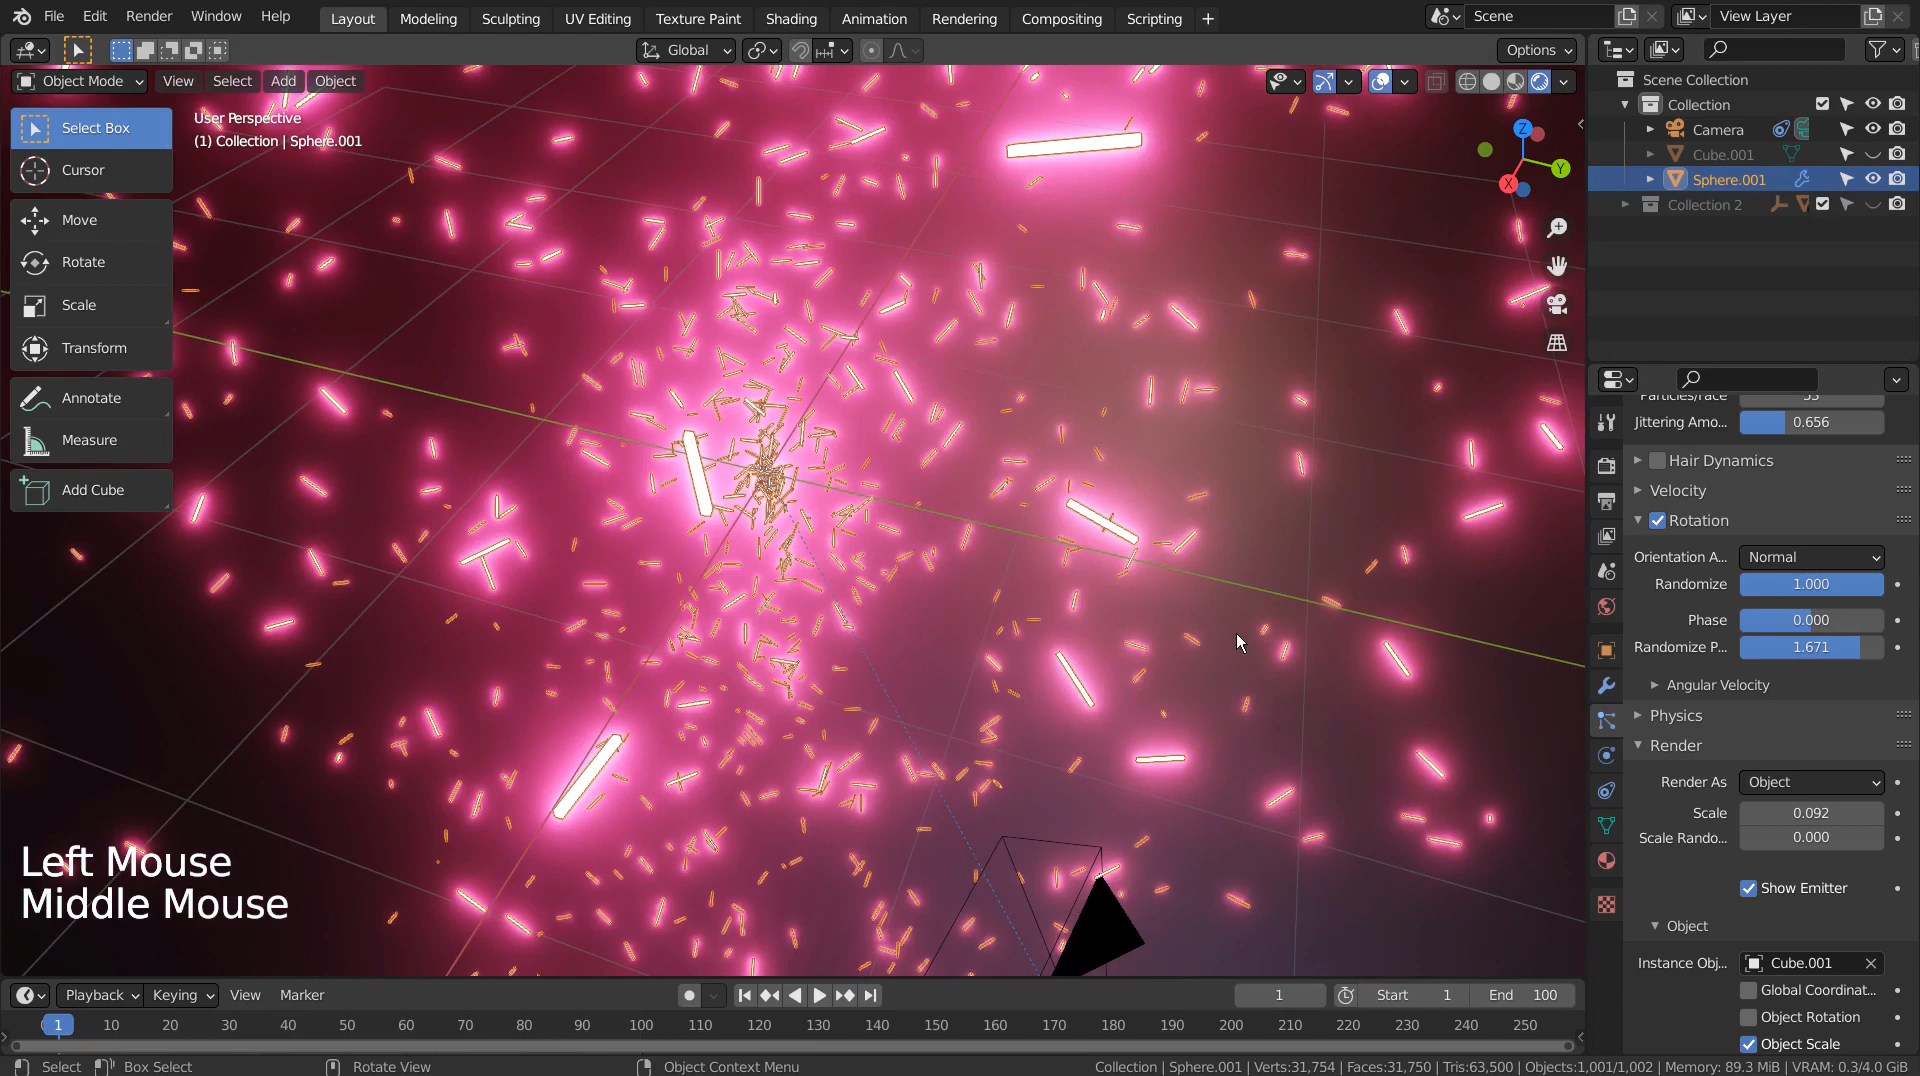 File Edit Render Window Help Layout Modeling Sculpting UV Editing Texture Paint Shading Animation Rendering Compositing Scripting + Scene View Layer
Global Options
Object Mode View Select Add Object
Select Box
Cursor
Move
Rotate
Scale
Transform
Annotate
Measure
Add Cube
User Perspective
(1) Collection | Sphere.001
Z
Y
X
Left Mouse
Middle Mouse
Scene Collection
Collection
Camera
Cube.001
Sphere.001
Collection 2
Jittering Amo... 0.656
Hair Dynamics
Velocity
Rotation
Orientation A... Normal
Randomize 1.000
Phase 0.000
Randomize P... 1.671
Angular Velocity
Physics
Render
Render As Object
Scale 0.092
Scale Rando... 0.000
Show Emitter
Object
Instance Obj... Cube.001
Global Coordinat...
Object Rotation
Object Scale
Playback Keying View Marker 1 Start 1 End 100
1 10 20 30 40 50 60 70 80 90 100 110 120 130 140 150 160 170 180 190 200 210 220 230 240 250
Select Box Select Rotate View Object Context Menu Collection | Sphere.001 | Verts:31,754 | Faces:31,750 | Tris:63,500 | Objects:1,001/1,002 | Memory: 89.3 MiB | VRAM: 0.3/4.0 GiB